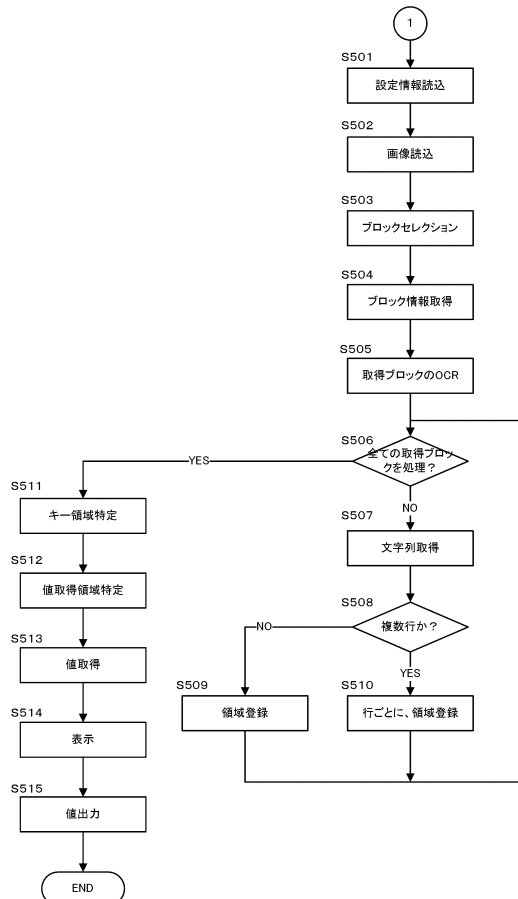 1
S501
設定情報読込
S502
画像読込
S503
ブロックセレクション
S504
ブロック情報取得
S505
取得ブロックのOCR
S506
全ての取得ブロッ
クを処理？
YES
NO
S507
文字列取得
S508
複数行か？
NO
YES
S509
領域登録
S510
行ごとに、領域登録
S511
キー領域特定
S512
値取得領域特定
S513
値取得
S514
表示
S515
値出力
END